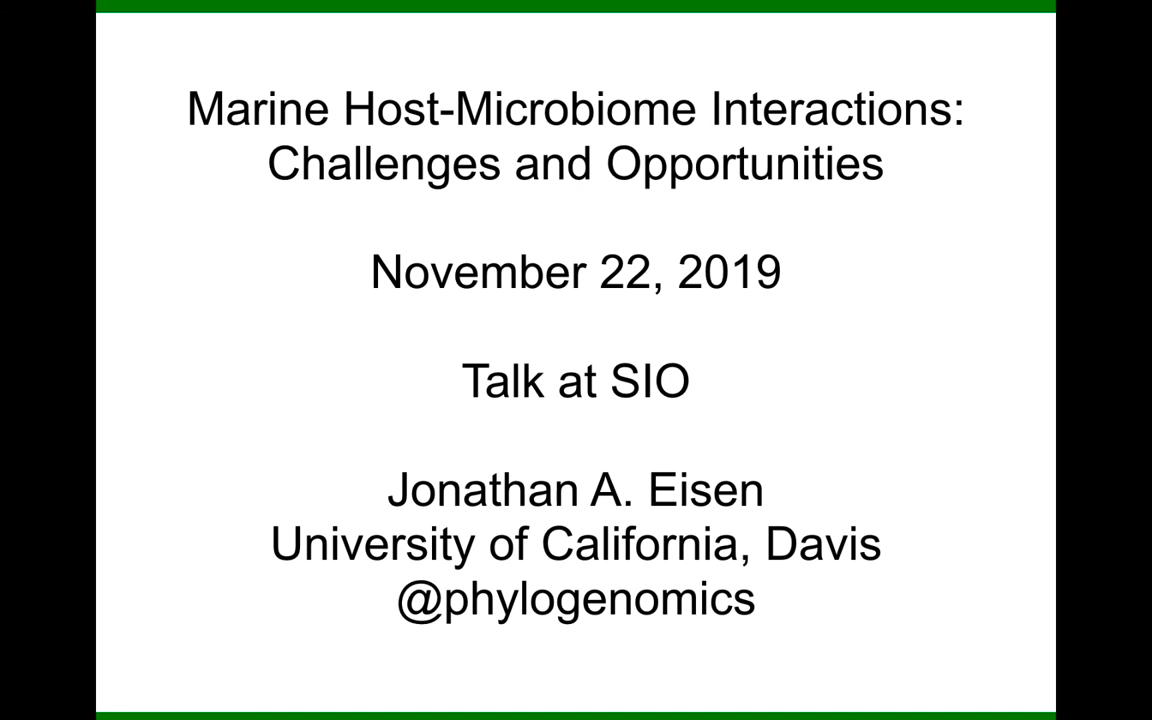 Marine Host-Microbiome Interactions:
Challenges and Opportunities
November 22, 2019
Talk at SIO
Jonathan A. Eisen
University of California, Davis
@phylogenomics